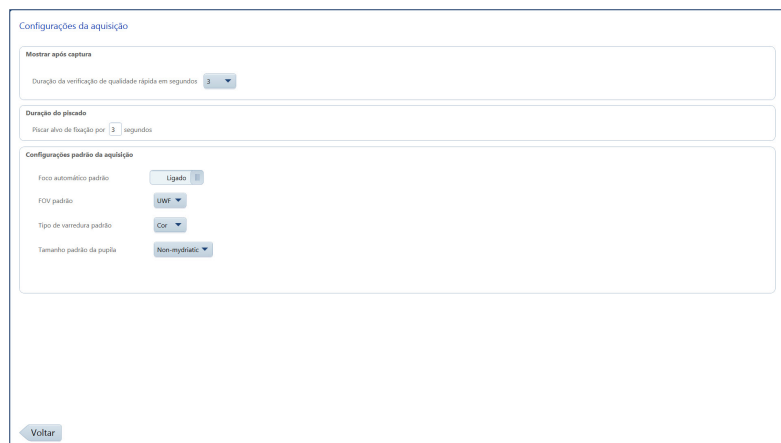 Configurações da aquisição
Mostrar após captura
Duração da verificação de qualidade rápida em segundos 3
Duração do piscado
Piscar alvo de fixação por 3 segundos
Configurações padrão da aquisição
Foco automático padrão Ligado
FOV padrão UWF
Tipo de varredura padrão Cor
Tamanho padrão da pupila Non-mydriatic
Voltar